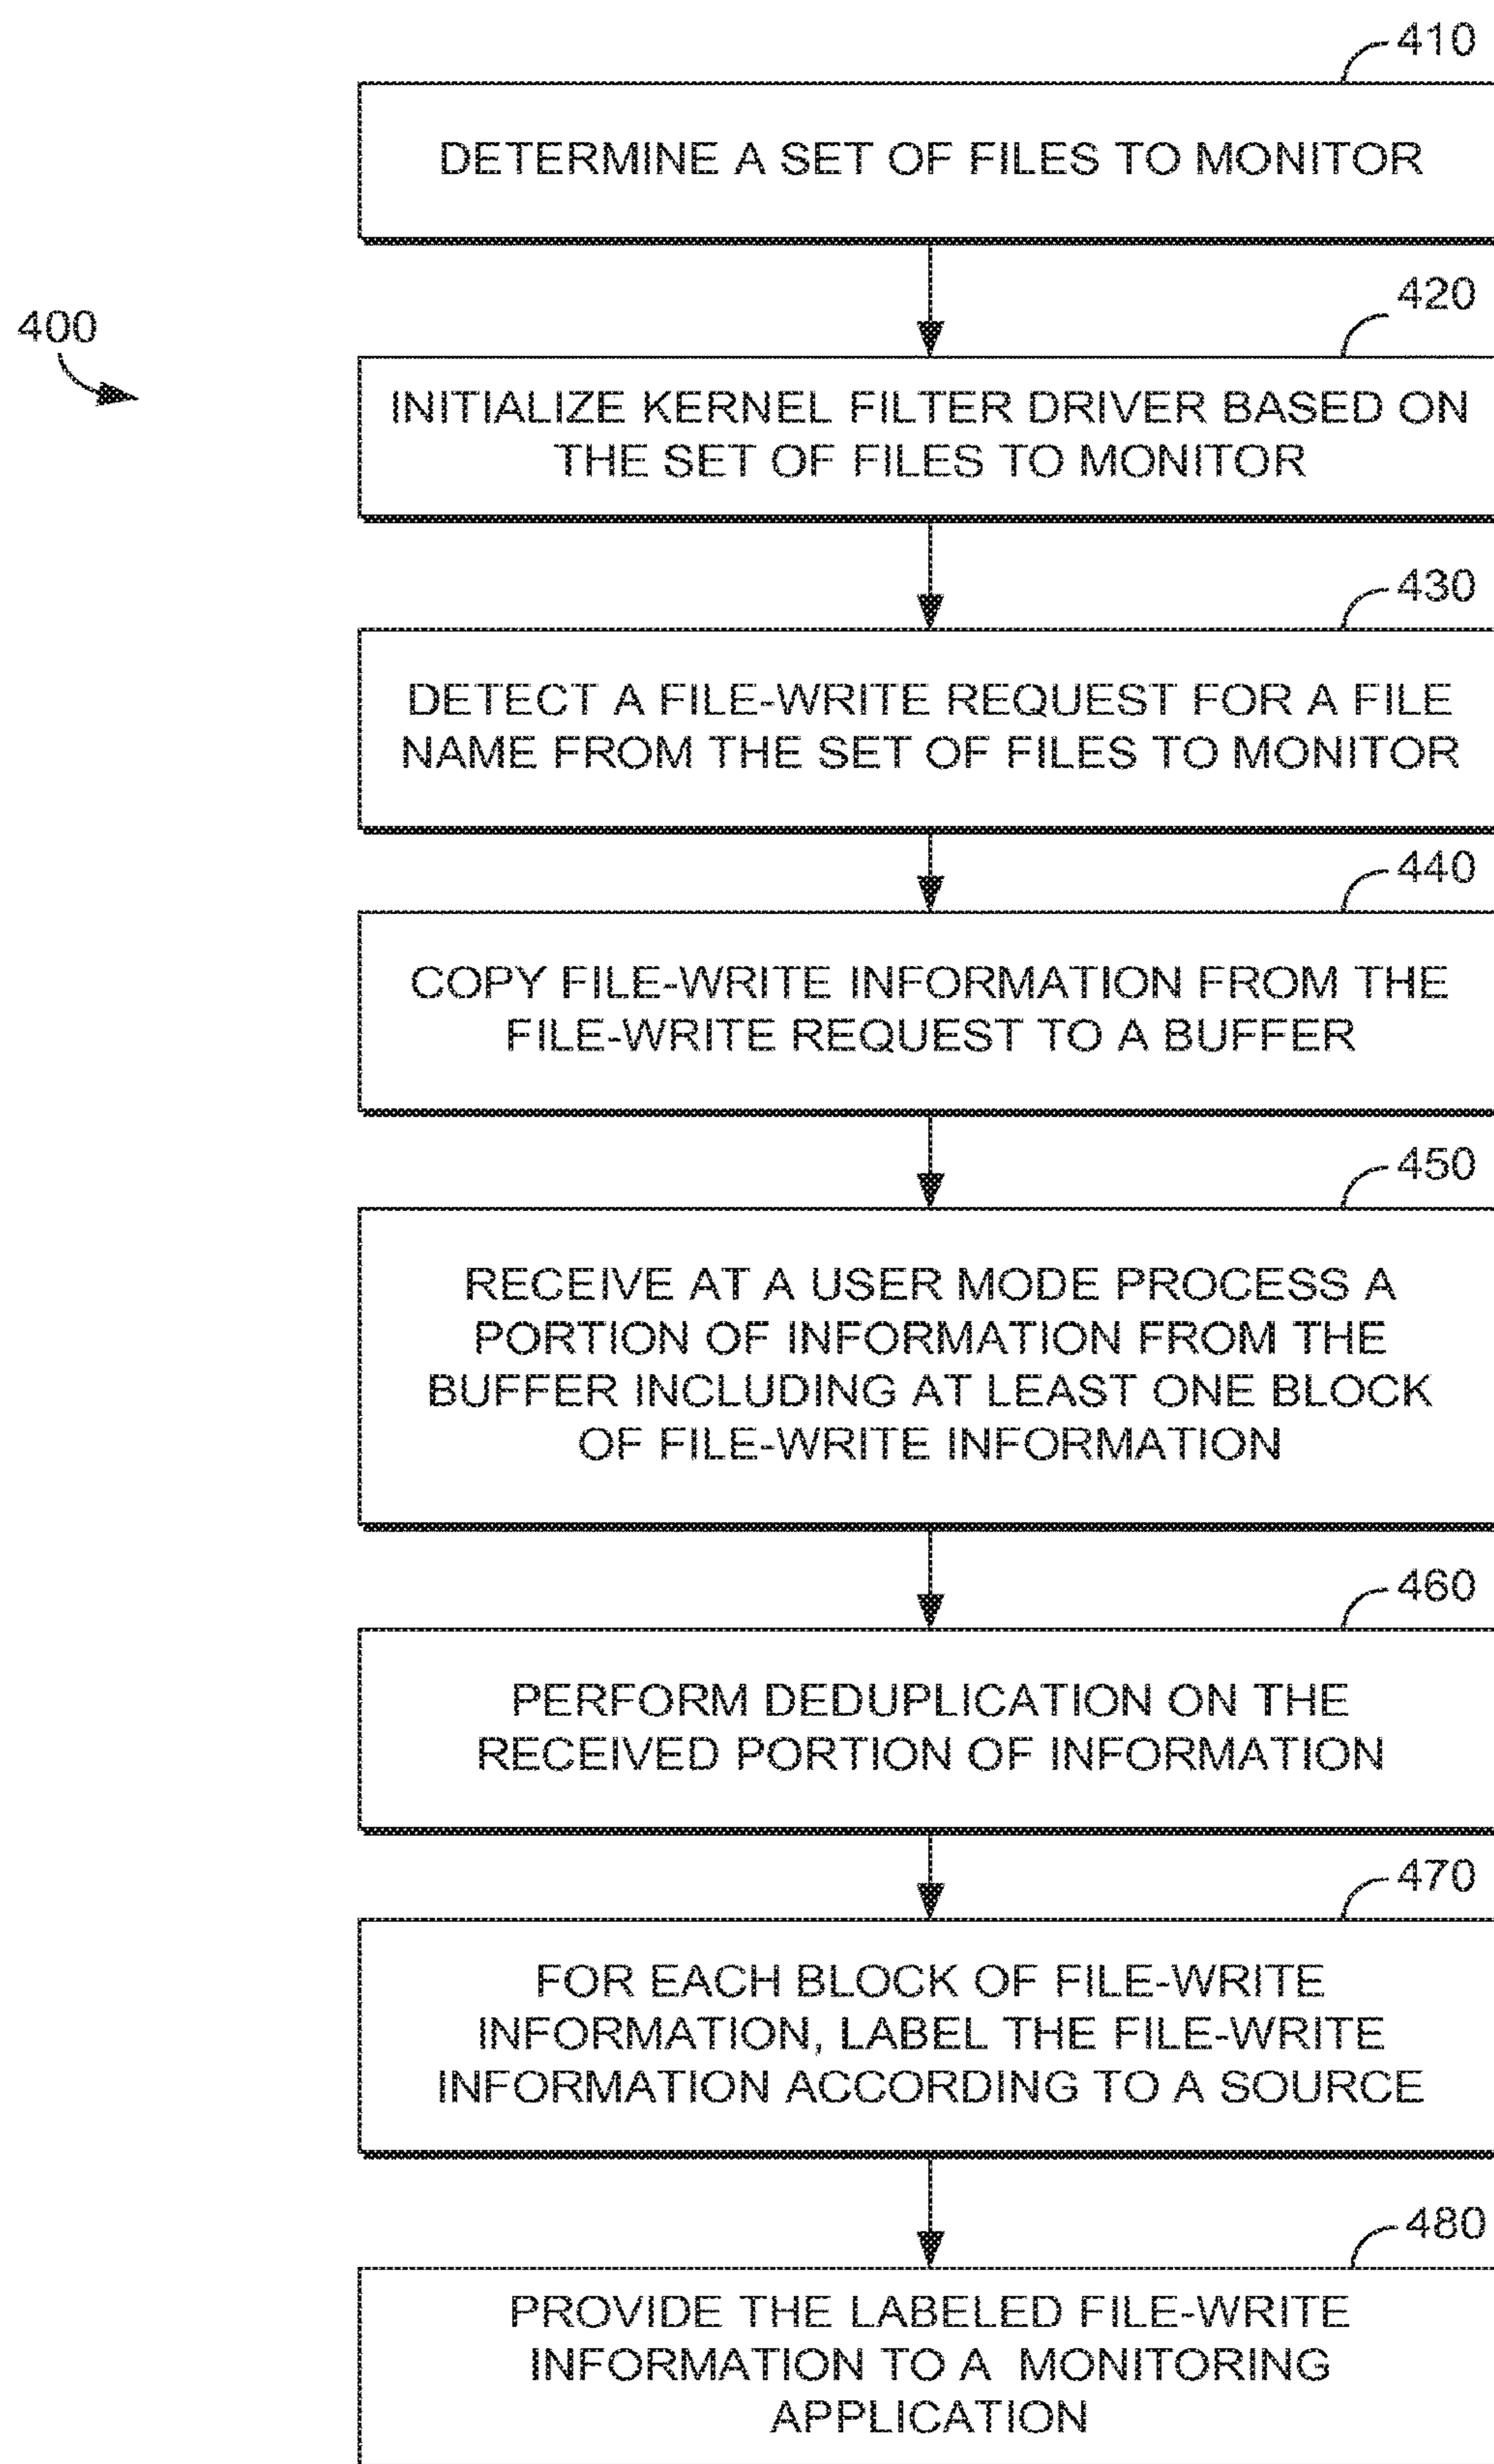 410
DETERMINE A SET OF FILES TO MONITOR
400
420
INITIALIZE KERNEL FILTER DRIVER BASED ON
THE SET OF FILES TO MONITOR
430
DETECT A FILE-WRITE REQUEST FOR A FILE
NAME FROM THE SET OF FILES TO MONITOR
440
COPY FILE-WRITE INFORMATION FROM THE
FILE-WRITE REQUEST TO A BUFFER
450
RECEIVE AT A USER MODE PROCESS A
PORTION OF INFORMATION FROM THE
BUFFER INCLUDING AT LEAST ONE BLOCK
OF FILE-WRITE INFORMATION
460
PERFORM DEDUPLICATION ON THE
RECEIVED PORTION OF INFORMATION
470
FOR EACH BLOCK OF FILE-WRITE
INFORMATION, LABEL THE FILE-WRITE
INFORMATION ACCORDING TO A SOURCE
480
PROVIDE THE LABELED FILE-WRITE
INFORMATION TO A MONITORING
APPLICATION